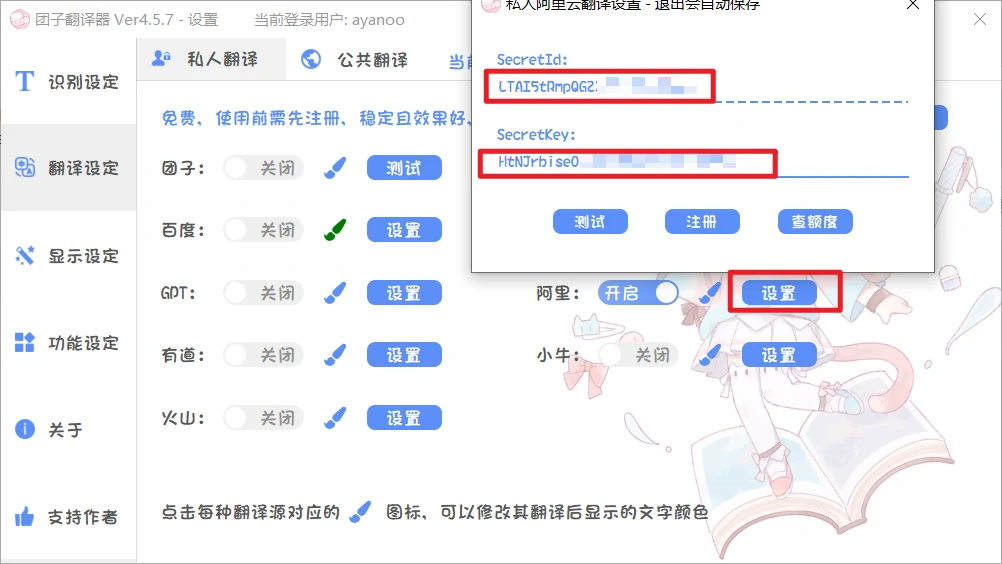 团子翻译器 Ver4.5.7 - 设置
当前登录用户: ayanoo
私人阿里云翻译设置 - 退出会自动保存
识别设定
翻译设定
显示设定
功能设定
关于
支持作者
私人翻译
公共翻译
当前
免费、使用前需先注册、稳定且效果好、
SecretId:
LTAI5tRmpQGZ
SecretKey:
HtNJrbiseO
测试
注册
查额度
团子:
关闭
测试
百度:
关闭
设置
GPT:
关闭
设置
阿里:
开启
设置
有道:
关闭
设置
小牛:
关闭
设置
火山:
关闭
设置
点击每种翻译源对应的 图标、可以修改其翻译后显示的文字颜色